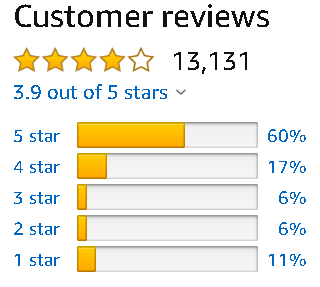 Customer reviews
13,131
3.9 out of 5 stars
5 star 60%
4 star 17%
3 star 6%
2 star 6%
1 star 11%